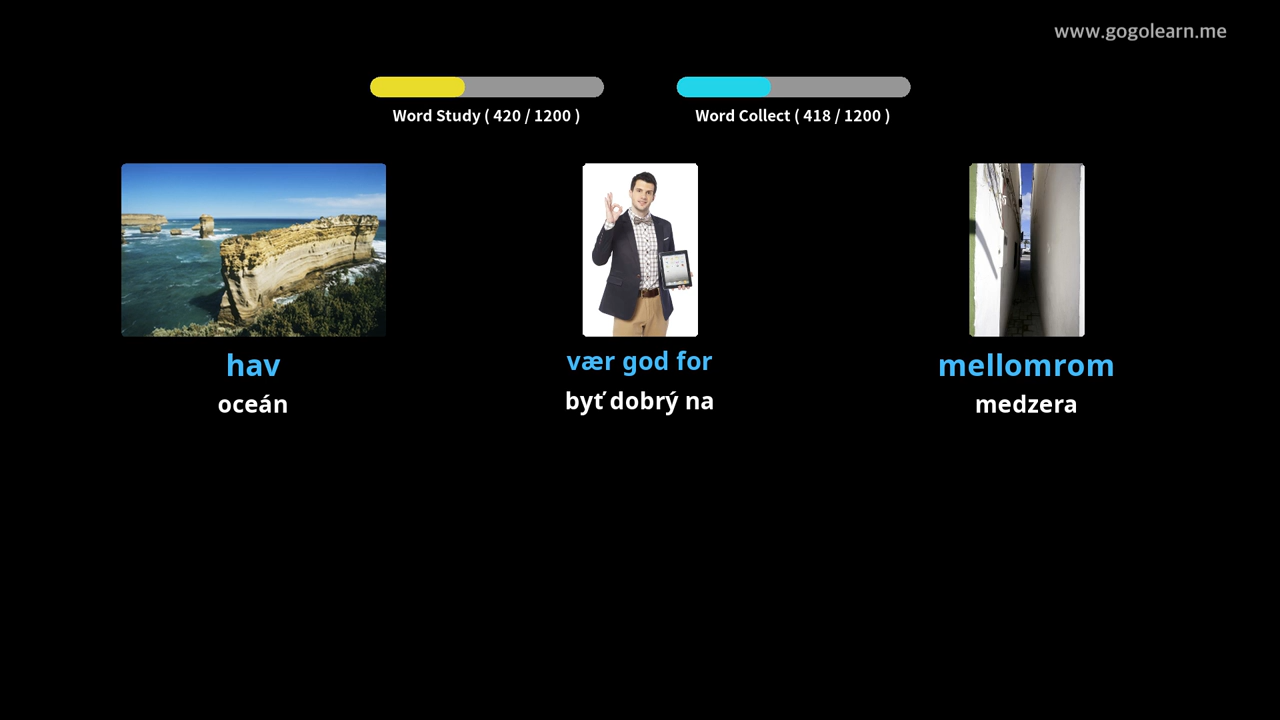 www.gogolearn.me
Word Study ( 420 / 1200 )
Word Collect ( 418 / 1200 )
hav
oceán
vær god for
byť dobrý na
mellomrom
medzera